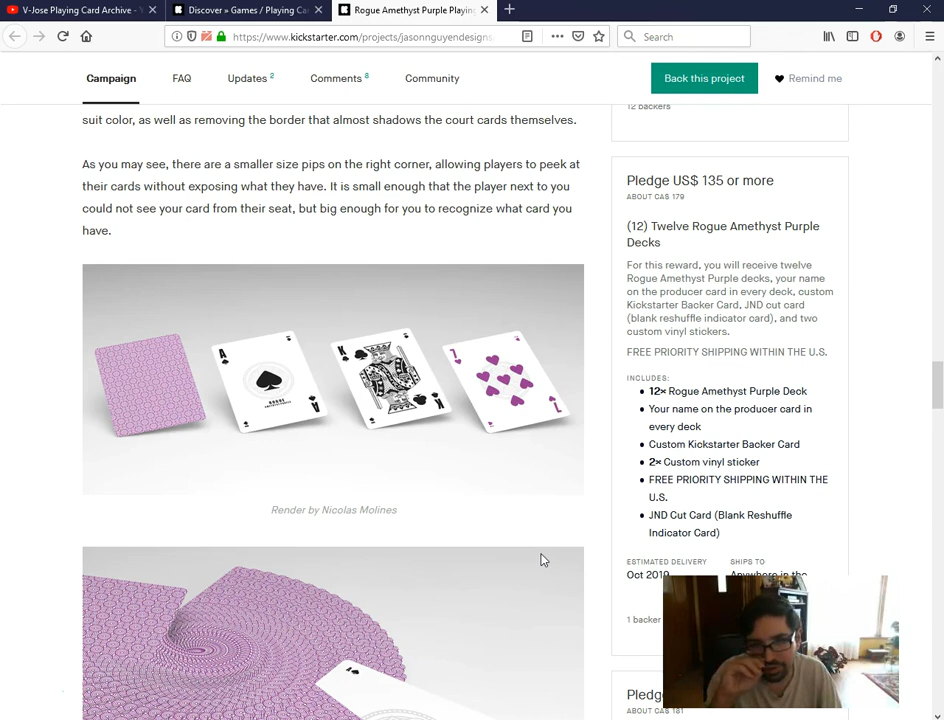 V-Jose Playing Card Archive - 
Discover » Games / Playing Ca
Rogue Amethyst Purple Playin
https://www.kickstarter.com/projects/jasonnguyendesigns
Search
Campaign
FAQ
Updates 2
Comments 8
Community
Back this project
Remind me
suit color, as well as removing the border that almost shadows the court cards themselves.
As you may see, there are a smaller size pips on the right corner, allowing players to peek at
their cards without exposing what they have. It is small enough that the player next to you
could not see your card from their seat, but big enough for you to recognize what card you
have.
A
A
K
K
7
7
ROGUE
Render by Nicolas Molines
12 backers
Pledge US$ 135 or more
ABOUT CA$ 179
(12) Twelve Rogue Amethyst Purple
Decks
For this reward, you will receive twelve
Rogue Amethyst Purple decks, your name
on the producer card in every deck, custom
Kickstarter Backer Card, JND cut card
(blank reshuffle indicator card), and two
custom vinyl stickers.
FREE PRIORITY SHIPPING WITHIN THE U.S.
INCLUDES:
12× Rogue Amethyst Purple Deck
Your name on the producer card in
every deck
Custom Kickstarter Backer Card
2× Custom vinyl sticker
FREE PRIORITY SHIPPING WITHIN THE
U.S.
JND Cut Card (Blank Reshuffle
Indicator Card)
ESTIMATED DELIVERY
SHIPS TO
Oct 2019
Anywhere in the
1 backer
Pledg
ABOUT CA$ 181